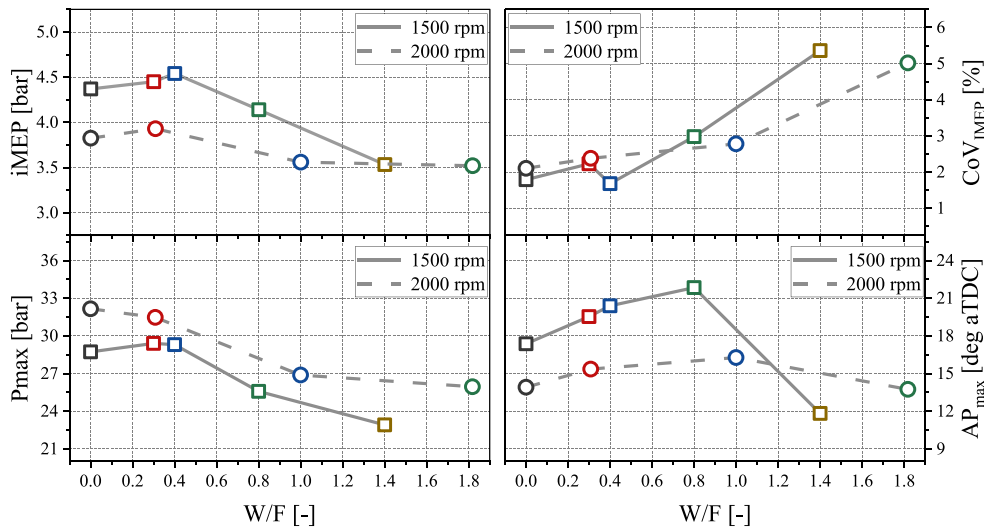 5.0
4.5
4.0
3.5
3.0
iMEP [bar]
1500 rpm
2000 rpm
1500 rpm
2000 rpm
6
5
4
3
2
1
CoV_IMEP [%]
36
33
30
27
24
21
Pmax [bar]
1500 rpm
2000 rpm
1500 rpm
2000 rpm
24
21
18
15
12
9
AP_max [deg aTDC]
0.0 0.2 0.4 0.6 0.8 1.0 1.2 1.4 1.6 1.8
0.0 0.2 0.4 0.6 0.8 1.0 1.2 1.4 1.6 1.8
W/F [-]
W/F [-]